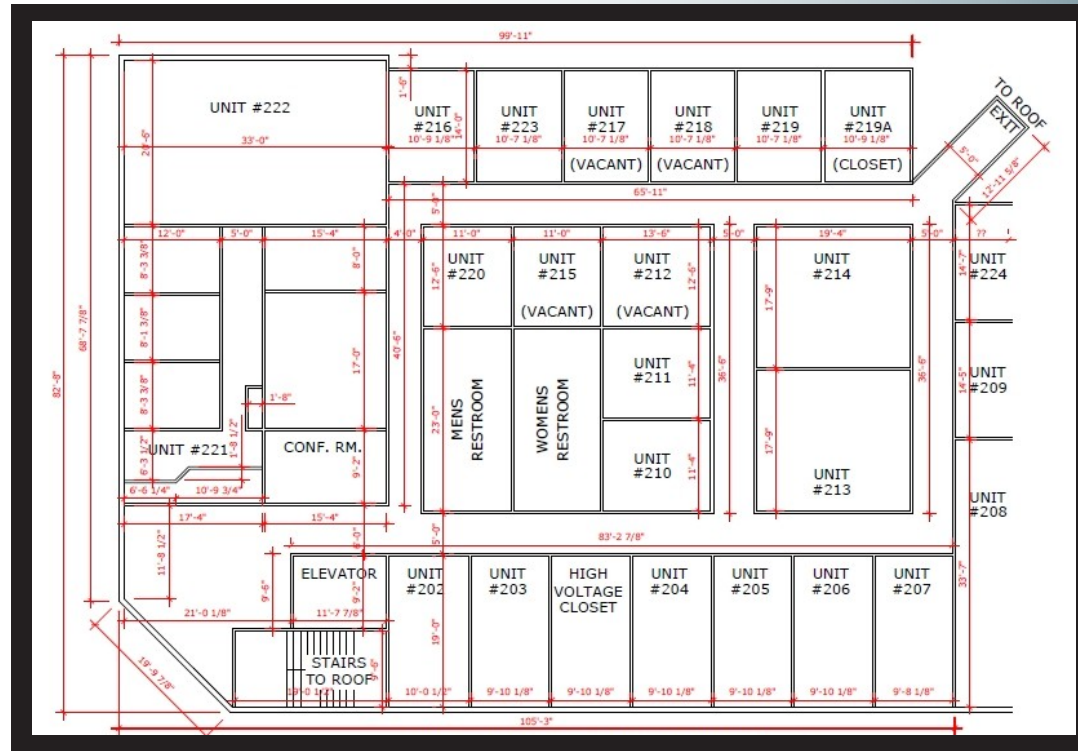 99'-11"
UNIT #222
33'-0"
20'-6"
1'-6"
14'-0"
UNIT
#216
10'-9 1/8"
UNIT
#223
10'-7 1/8"
UNIT
#217
10'-7 1/8"
(VACANT)
UNIT
#218
10'-7 1/8"
(VACANT)
UNIT
#219
10'-7 1/8"
UNIT
#219A
10'-9 1/8"
(CLOSET)
TO ROOF
EXIT
5'-0"
12'-11 5/8"
65'-11"
5'-0"
12'-0"
5'-0"
15'-4"
4'-0"
11'-0"
11'-0"
13'-6"
5'-0"
19'-4"
5'-0"
??
82'-8"
68'-7 7/8"
8'-3 3/8"
8'-1 3/8"
8'-3 3/8"
6'-3 1/2"
8'-0"
17'-0"
9'-2"
40'-6"
1'-8"
1'-8 1/2"
UNIT
#220
12'-6"
UNIT
#215
(VACANT)
UNIT
#212
(VACANT)
12'-6"
UNIT
#214
17'-9"
UNIT
#224
14'-7"
UNIT
#211
11'-4"
36'-6"
36'-6"
UNIT
#209
14'-5"
MENS
RESTROOM
23'-0"
WOMENS
RESTROOM
UNIT
#210
11'-4"
17'-9"
UNIT
#213
UNIT
#208
UNIT #221
CONF. RM.
6'-6 1/4"
10'-9 3/4"
17'-4"
15'-4"
11'-8 1/2"
6'-0"
5'-0"
83'-2 7/8"
33'-7"
ELEVATOR
9'-6"
9'-2"
21'-0 1/8"
11'-7 7/8"
UNIT
#202
UNIT
#203
HIGH
VOLTAGE
CLOSET
UNIT
#204
UNIT
#205
UNIT
#206
UNIT
#207
19'-0"
STAIRS
TO ROOF
9'-6"
19'-9 7/8"
19'-0 1/2"
10'-0 1/2"
9'-10 1/8"
9'-10 1/8"
9'-10 1/8"
9'-10 1/8"
9'-10 1/8"
9'-8 1/8"
105'-3"